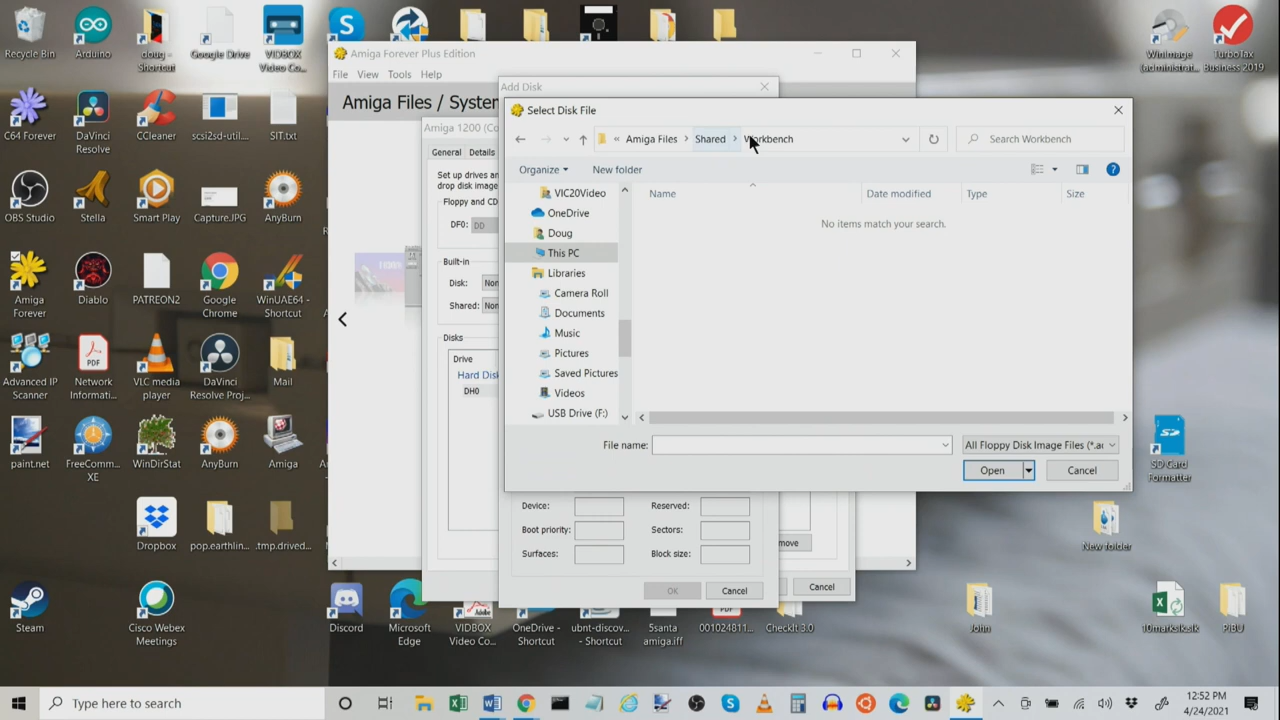 Recycle Bin
Arduino
doug -
Shortcut
Google Drive
VIDBOX
Video Co...
C64 Forever
DaVinci
Resolve
CCleaner
scsi2sd-util....
SIT.txt
OBS Studio
Stella
Smart Play
Capture.JPG
AnyBurn
Amiga
Forever
Diablo
PATREON2
Google
Chrome
WinUAE64 -
Shortcut
Advanced IP
Scanner
Network
Informati...
VLC media
player
DaVinci
Resolve Proj...
Mail
paint.net
FreeComm...
XE
WinDirStat
AnyBurn
Amiga
Dropbox
pop.earthlin...
.tmp.drived...
Steam
Cisco Webex
Meetings
Discord
Microsoft
Edge
VIDBOX
Video Co...
OneDrive -
Shortcut
ubnt-discov...
- Shortcut
5santa
amiga.iff
001024811...
CheckIt 3.0
WinImage
(administrat...
TurboTax
Business 2019
SD Card
Formatter
New folder
John
10marksik.slk
PiBU
Amiga Forever Plus Edition
File View Tools Help
Amiga Files / System
Amiga 1200 (Co
General Details
Set up drives an
drop disk image
Floppy and CD
DF0: DD
Built-in
Disk: Non
Shared: Non
Disks
Drive
Hard Disk
DH0
move
Cancel
Add Disk
Device: Reserved:
Boot priority: Sectors:
Surfaces: Block size:
OK Cancel
Select Disk File
« Amiga Files > Shared > Workbench
Search Workbench
Organize New folder
Name Date modified Type Size
No items match your search.
VIC20Video
OneDrive
Doug
This PC
Libraries
Camera Roll
Documents
Music
Pictures
Saved Pictures
Videos
USB Drive (F:)
File name: All Floppy Disk Image Files (*.a
Open Cancel
Type here to search
12:52 PM
4/24/2021